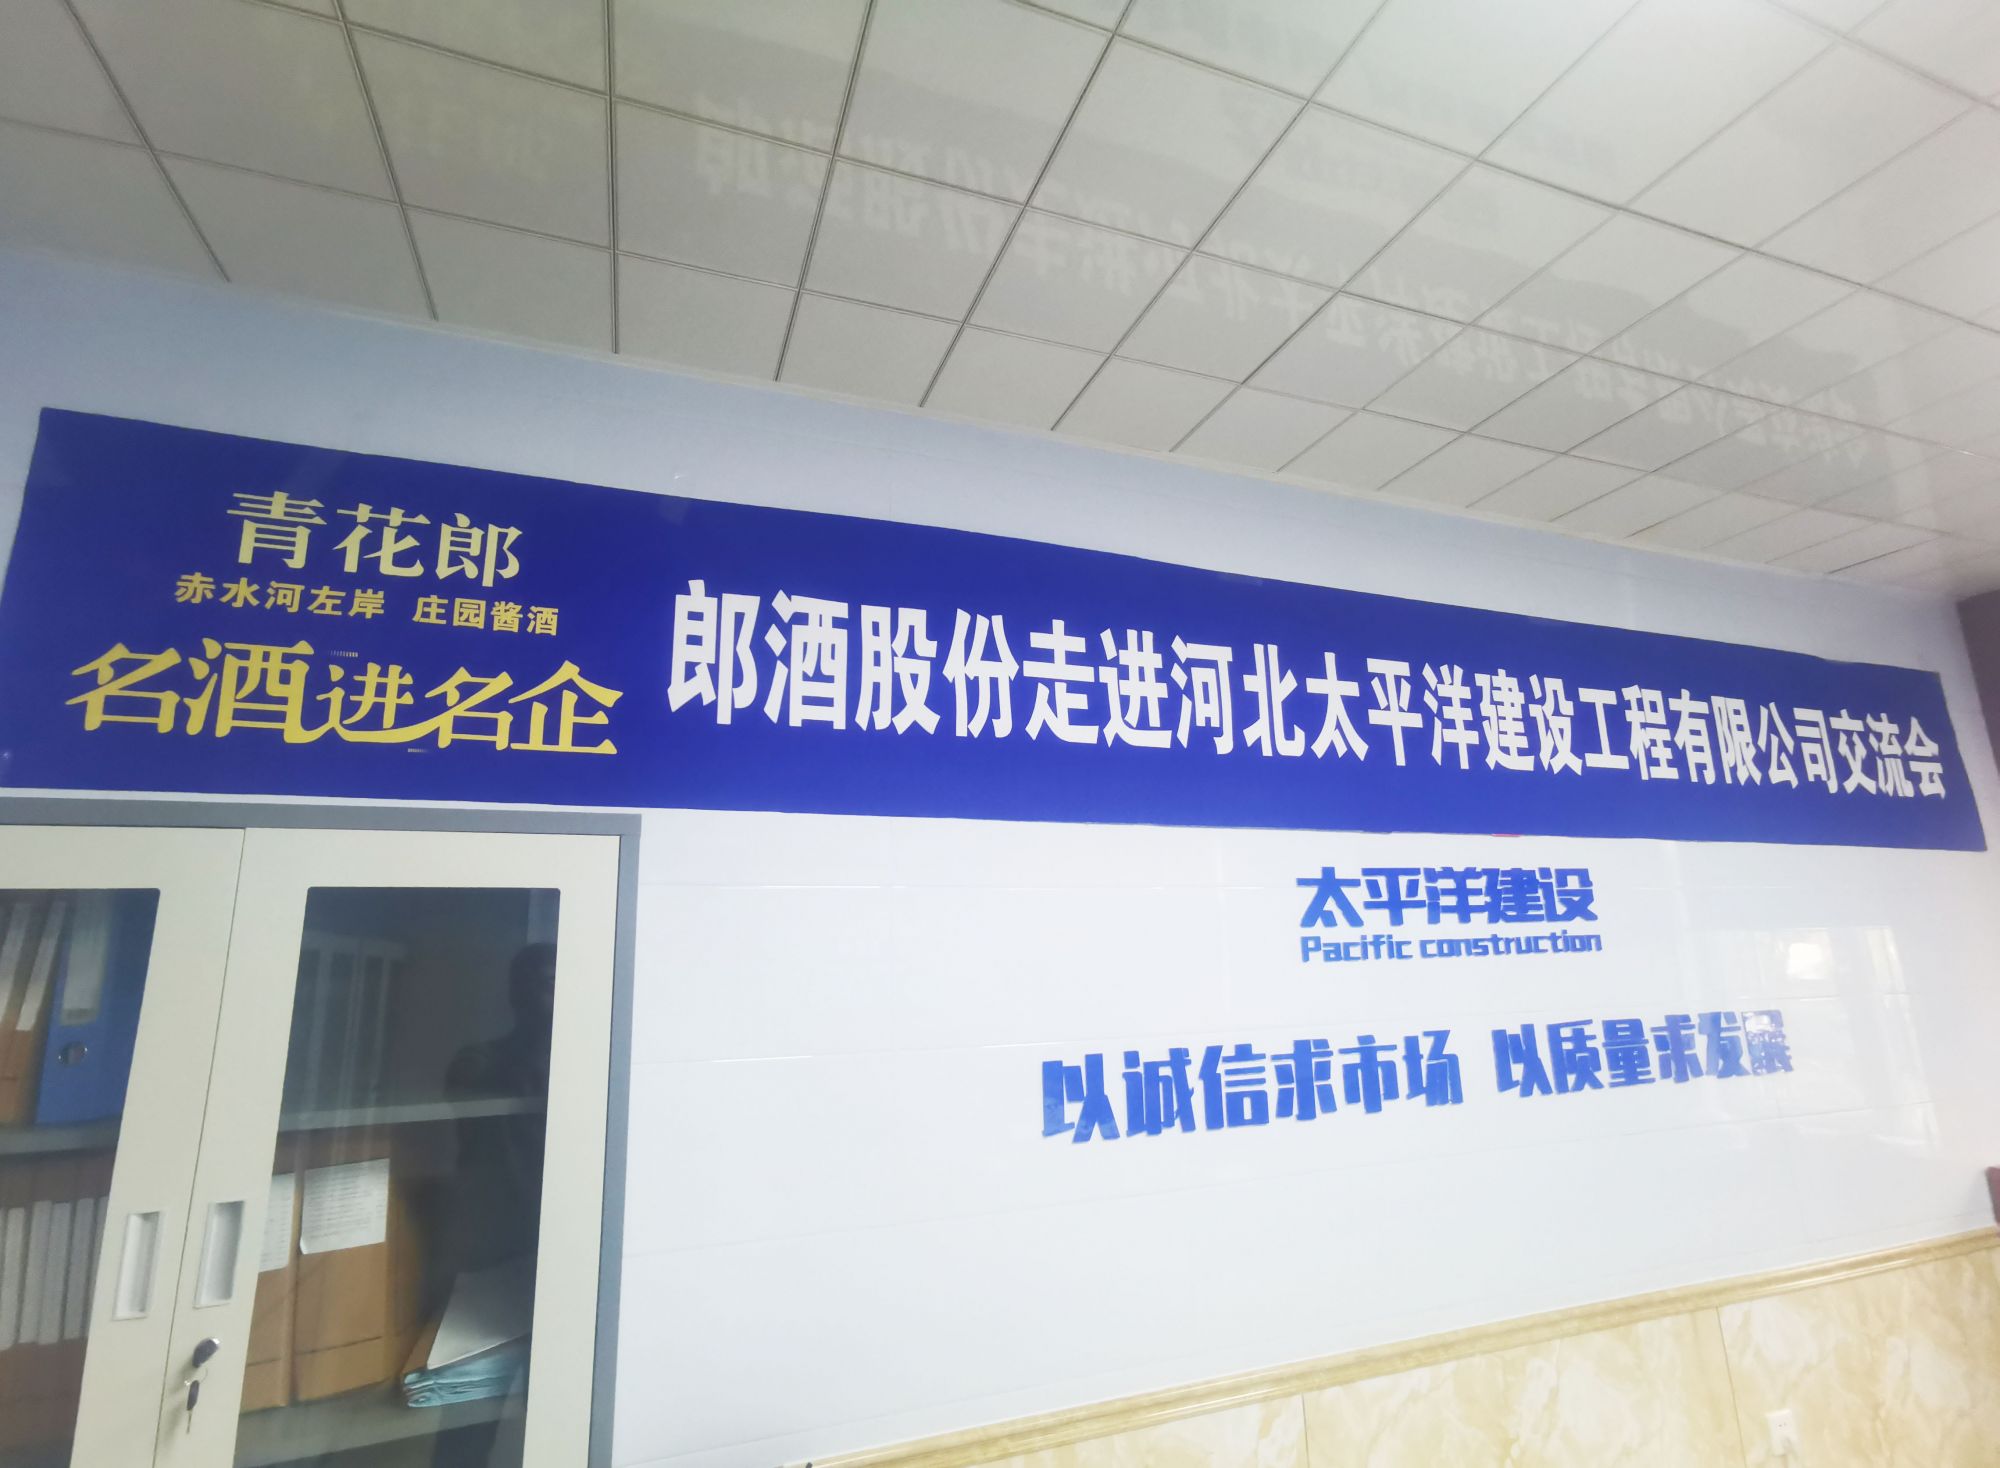 青花郎
赤水河左岸 庄园酱酒
名酒进名企
郎酒股份走进河北太平洋建设工程有限公司交流会
太平洋建设
Pacific construction
以诚信求市场 以质量求发展